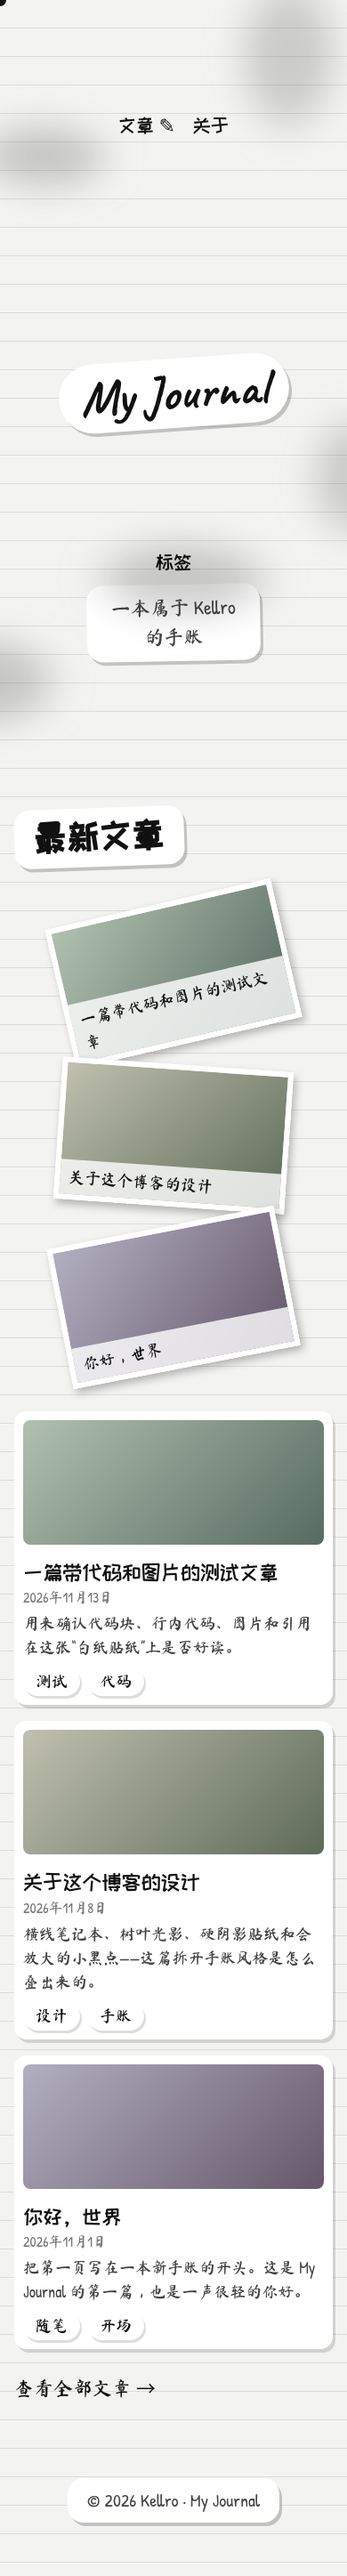 文章 ✎ 关于
My Journal
标签
一本属于 Kellro
的手账
最新文章
一篇带代码和图片的测试文
章
关于这个博客的设计
你好，世界
一篇带代码和图片的测试文章
2026年11月13日
用来确认代码块、行内代码、图片和引用
在这张“白纸贴纸”上是否好读。
测试 代码
关于这个博客的设计
2026年11月8日
横线笔记本、树叶光影、硬阴影贴纸和会
放大的小黑点——这篇拆开手账风格是怎么
叠出来的。
设计 手账
你好，世界
2026年11月1日
把第一页写在一本新手账的开头。这是 My
Journal 的第一篇，也是一声很轻的你好。
随笔 开场
查看全部文章 →
© 2026 Kellro · My Journal